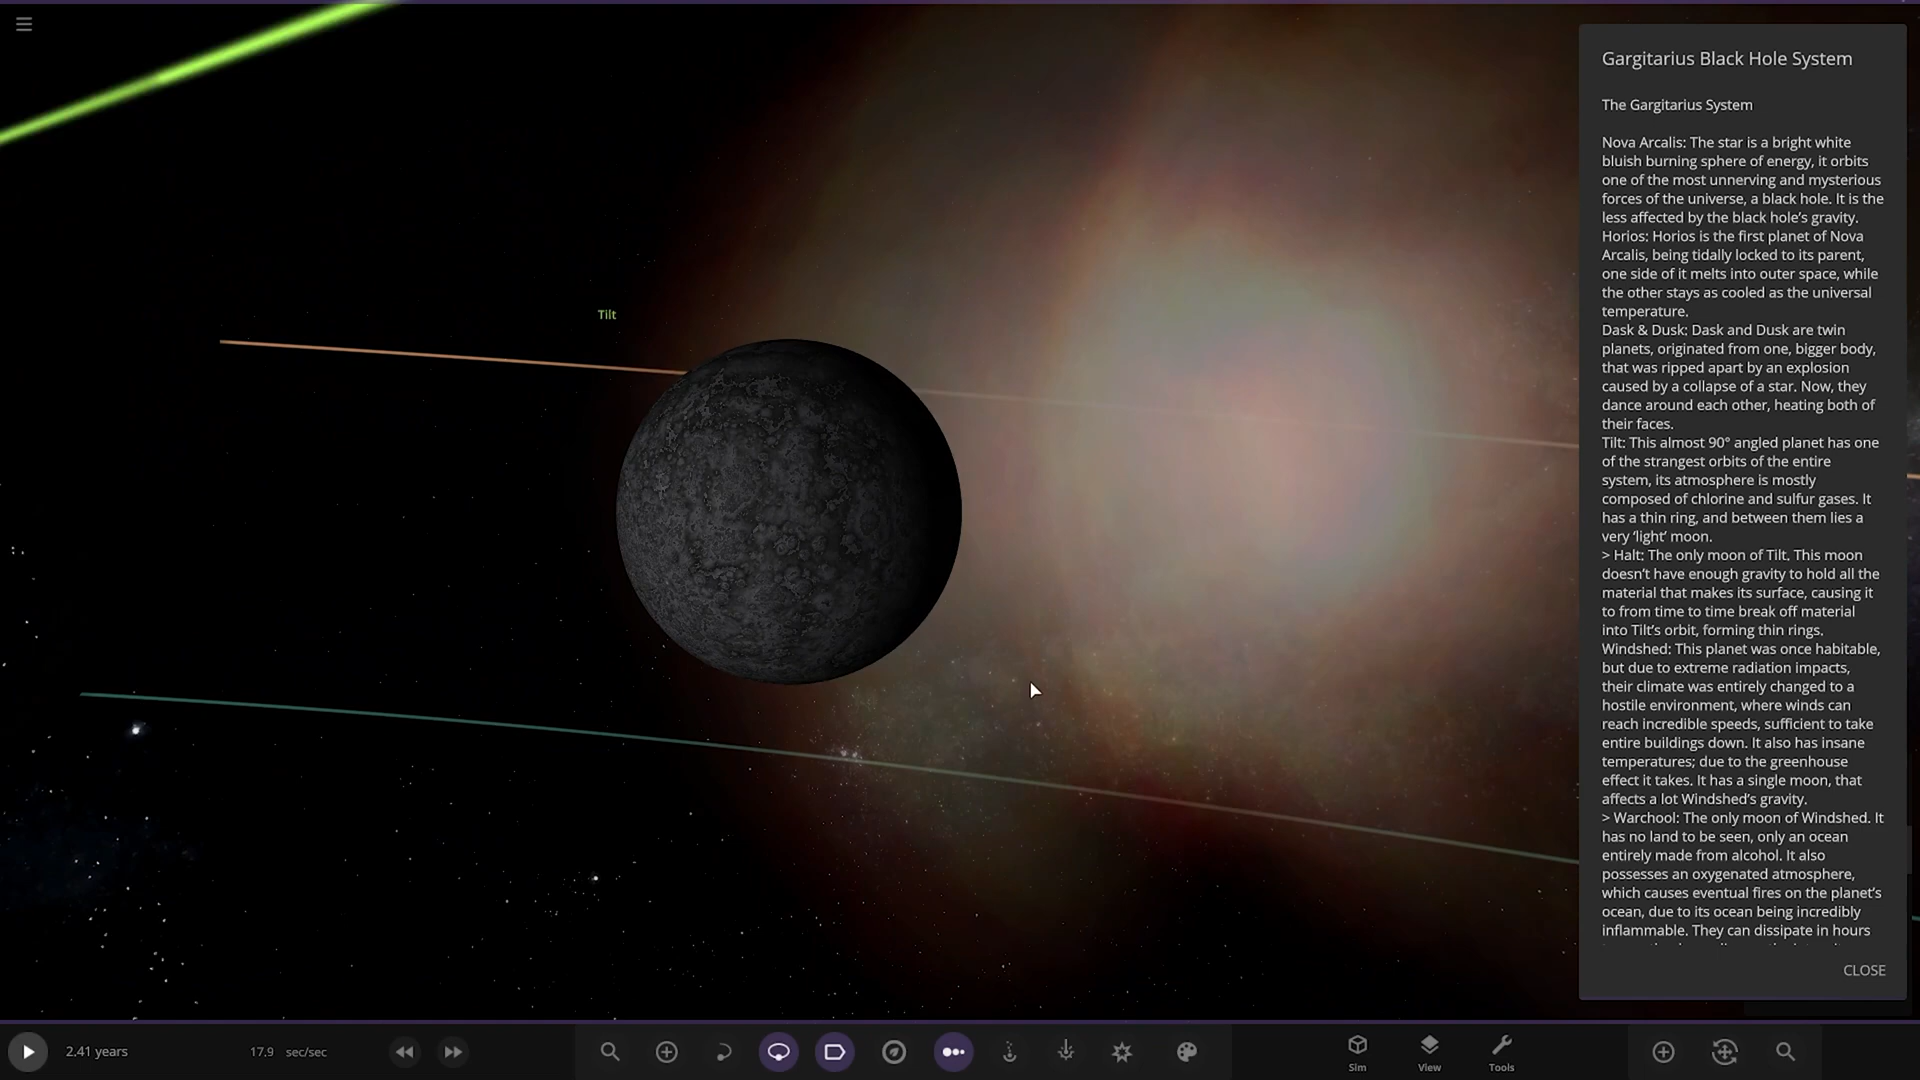 Gargitarius Black Hole System
The Gargitarius System
Nova Arcalis: The star is a bright white
bluish burning sphere of energy, it orbits
one of the most unnerving and mysterious
forces of the universe, a black hole. It is the
less affected by the black hole's gravity.
Horios: Horios is the first planet of Nova
Arcalis, being tidally locked to its parent,
one side of it melts into outer space, while
the other stays as cooled as the universal
temperature.
Dask & Dusk: Dask and Dusk are twin
planets, originated from one, bigger body,
that was ripped apart by an explosion
caused by a collapse of a star. Now, they
dance around each other, heating both of
their faces.
Tilt: This almost 90° angled planet has one
of the strangest orbits of the entire
system, its atmosphere is mostly
composed of chlorine and sulfur gases. It
has a thin ring, and between them lies a
very 'light' moon.
> Halt: The only moon of Tilt. This moon
doesn't have enough gravity to hold all the
material that makes its surface, causing it
to from time to time break off material
into Tilt's orbit, forming thin rings.
Windshed: This planet was once habitable,
but due to extreme radiation impacts,
their climate was entirely changed to a
hostile environment, where winds can
reach incredible speeds, sufficient to take
entire buildings down. It also has insane
temperatures; due to the greenhouse
effect it takes. It has a single moon, that
affects a lot Windshed's gravity.
> Warchool: The only moon of Windshed. It
has no land to be seen, only an ocean
entirely made from alcohol. It also
possesses an oxygenated atmosphere,
which causes eventual fires on the planet's
ocean, due to its ocean being incredibly
inflammable. They can dissipate in hours
CLOSE
Tilt
2.41 years
17.9 sec/sec
Sim
View
Tools